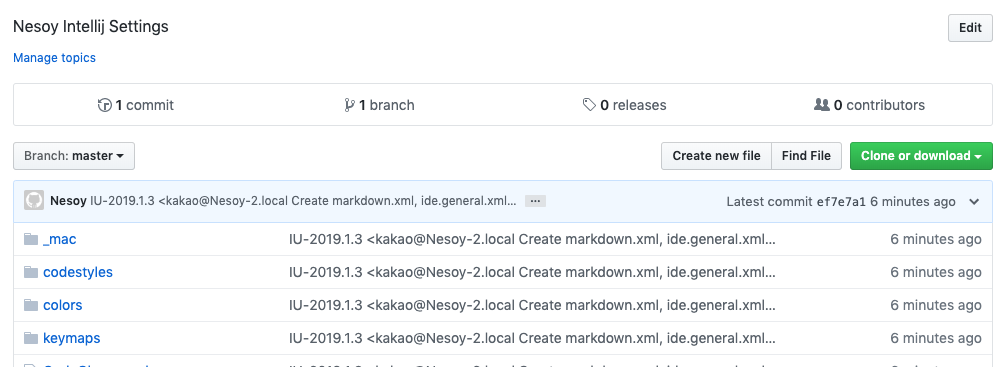 Nesoy Intellij Settings
Edit
Manage topics
1 commit
1 branch
0 releases
0 contributors
Branch: master
Create new file
Find File
Clone or download
Nesoy IU-2019.1.3 <kakao@Nesoy-2.local Create markdown.xml, ide.general.xml... ... Latest commit ef7e7a1 6 minutes ago
_mac IU-2019.1.3 <kakao@Nesoy-2.local Create markdown.xml, ide.general.xml... 6 minutes ago
codestyles IU-2019.1.3 <kakao@Nesoy-2.local Create markdown.xml, ide.general.xml... 6 minutes ago
colors IU-2019.1.3 <kakao@Nesoy-2.local Create markdown.xml, ide.general.xml... 6 minutes ago
keymaps IU-2019.1.3 <kakao@Nesoy-2.local Create markdown.xml, ide.general.xml... 6 minutes ago